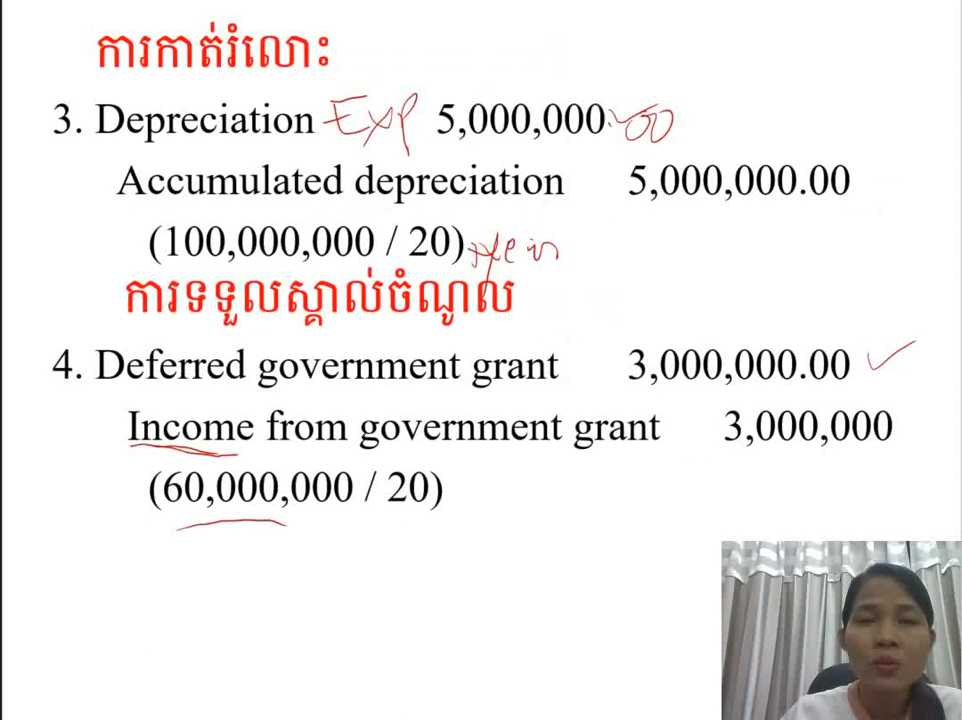 ការកាត់រំលោះ
3. Depreciation Exp 5,000,000.00
Accumulated depreciation 5,000,000.00
(100,000,000 / 20)
ការទទួលស្គាល់ចំណូល
4. Deferred government grant 3,000,000.00
Income from government grant 3,000,000
(60,000,000 / 20)